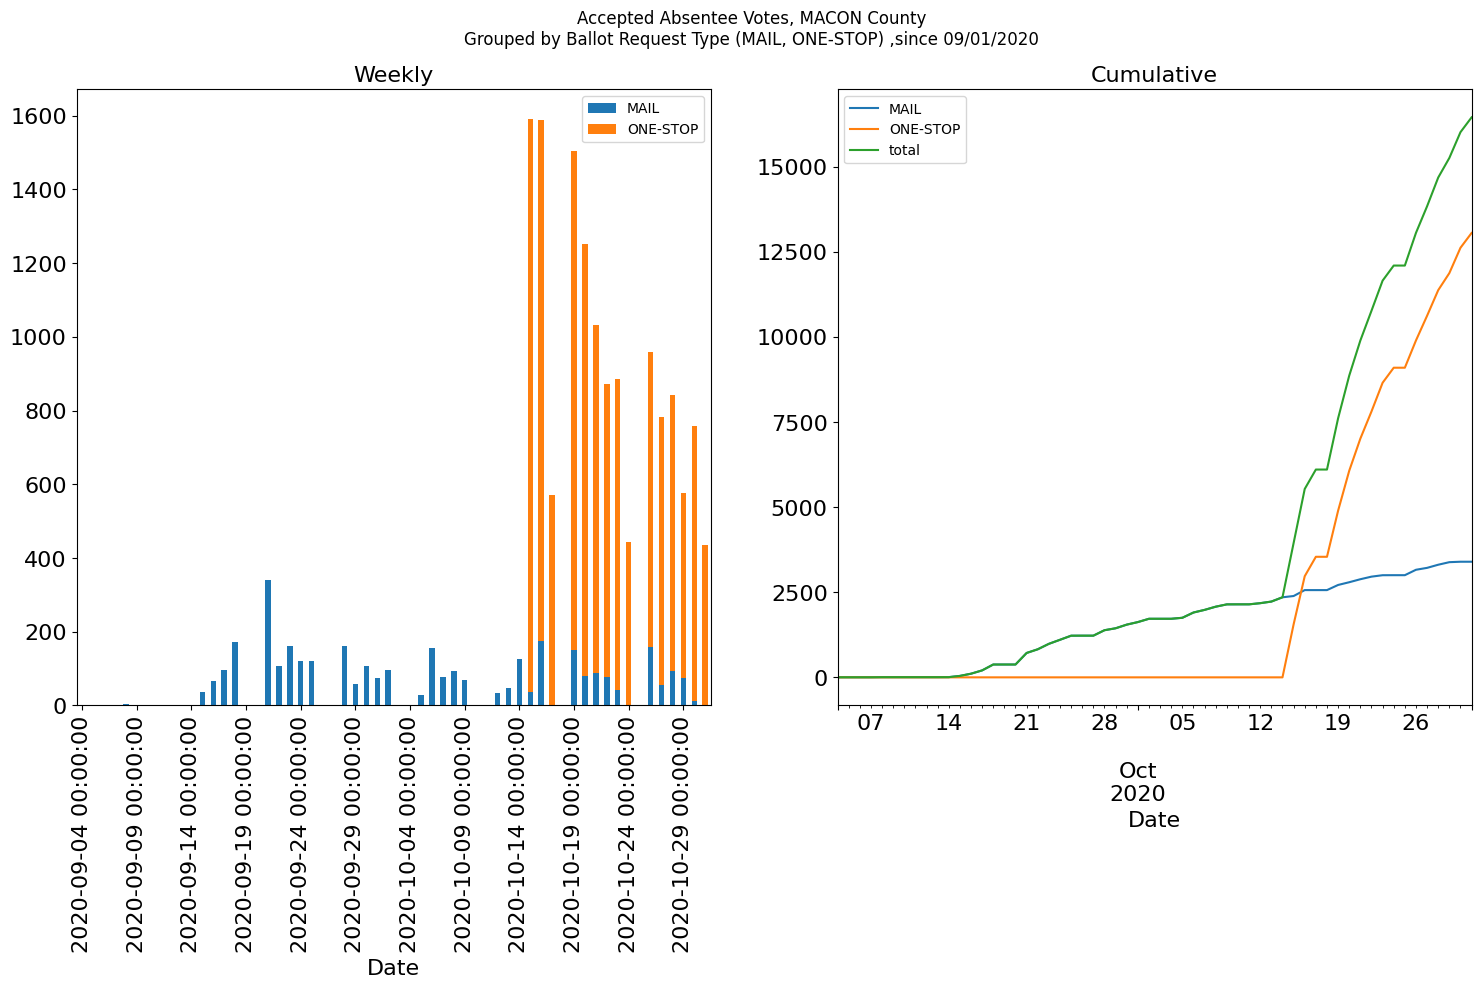 Accepted Absentee Votes, MACON County
Grouped by Ballot Request Type (MAIL, ONE-STOP) ,since 09/01/2020
Weekly
MAIL
ONE-STOP
1600
1400
1200
1000
800
600
400
200
0
2020-09-04 00:00:00
2020-09-09 00:00:00
2020-09-14 00:00:00
2020-09-19 00:00:00
2020-09-24 00:00:00
2020-09-29 00:00:00
2020-10-04 00:00:00
2020-10-09 00:00:00
2020-10-14 00:00:00
2020-10-19 00:00:00
2020-10-24 00:00:00
2020-10-29 00:00:00
Date
Cumulative
MAIL
ONE-STOP
total
15000
12500
10000
7500
5000
2500
0
07 14 21 28 05 12 19 26
Oct
2020
Date